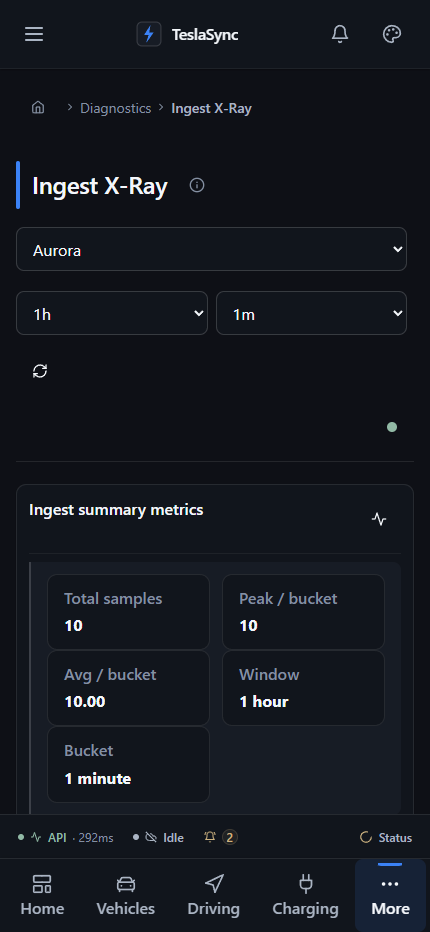 TeslaSync
Diagnostics
Ingest X-Ray
Ingest X-Ray
Aurora
1h 1m
Ingest summary metrics
Total samples Peak / bucket
10 10
Avg / bucket Window
10.00 1 hour
Bucket
1 minute
API · 292ms Idle 2 Status
Home Vehicles Driving Charging More